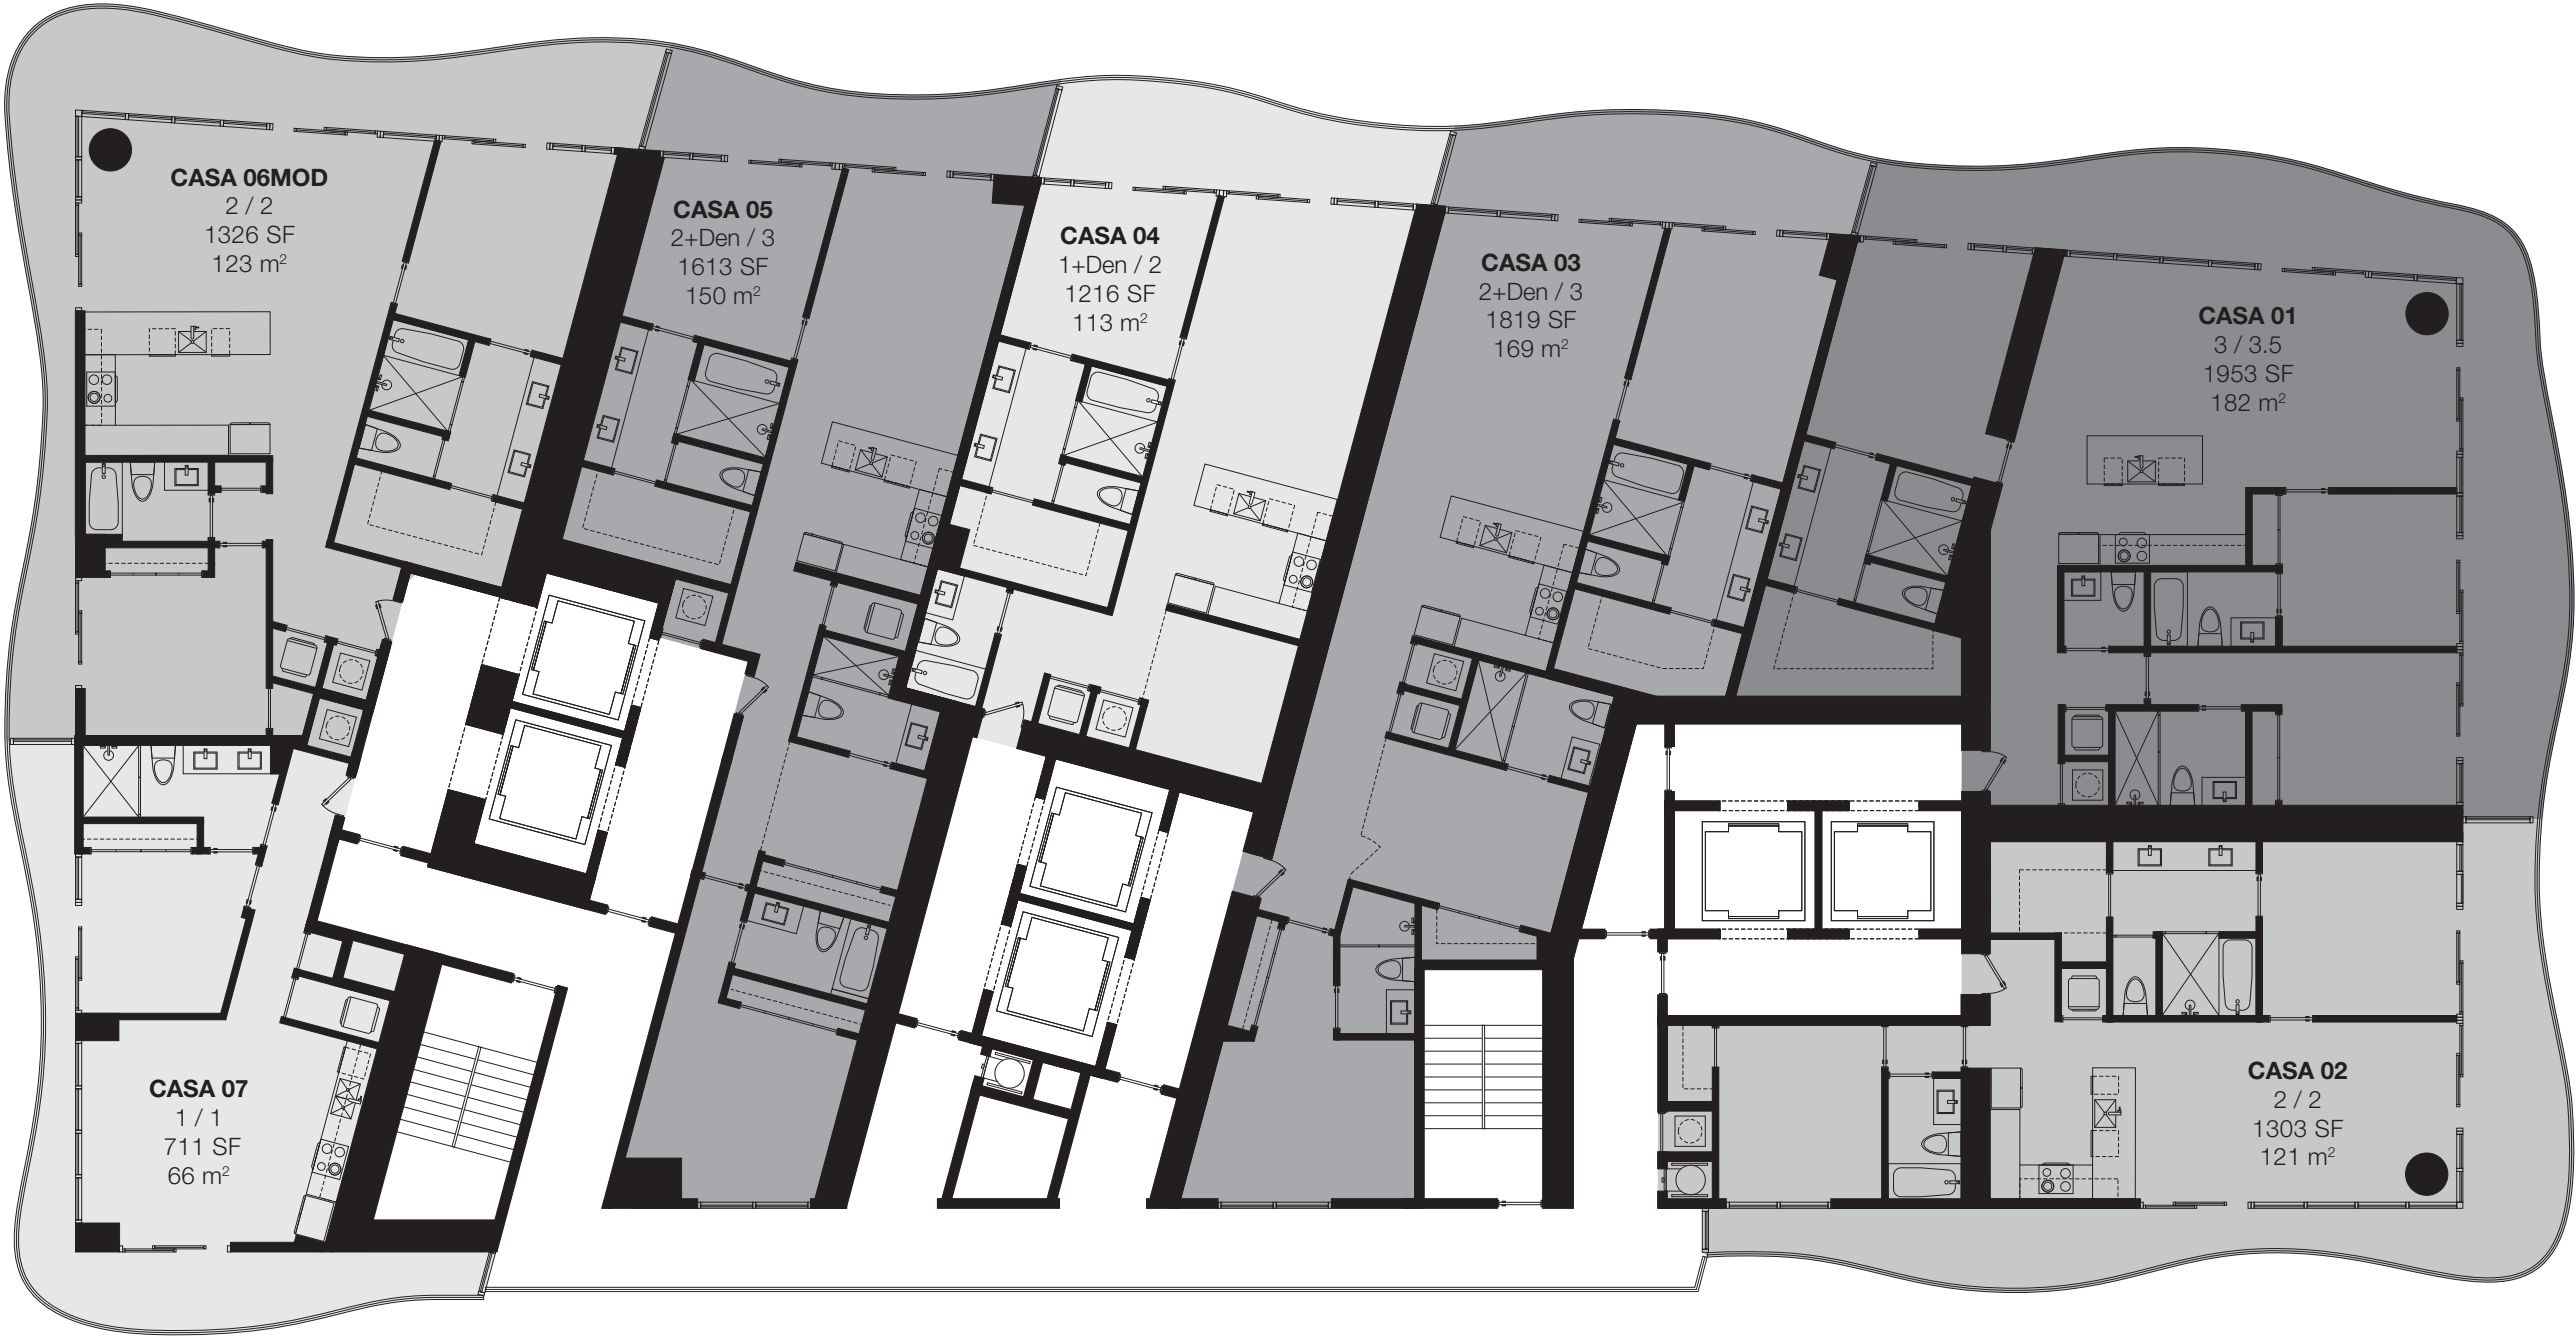 CASA 06MOD
2 / 2
1326 SF
123 m²
CASA 05
2+Den / 3
1613 SF
150 m²
CASA 04
1+Den / 2
1216 SF
113 m²
CASA 03
2+Den / 3
1819 SF
169 m²
CASA 01
3 / 3.5
1953 SF
182 m²
CASA 07
1 / 1
711 SF
66 m²
CASA 02
2 / 2
1303 SF
121 m²